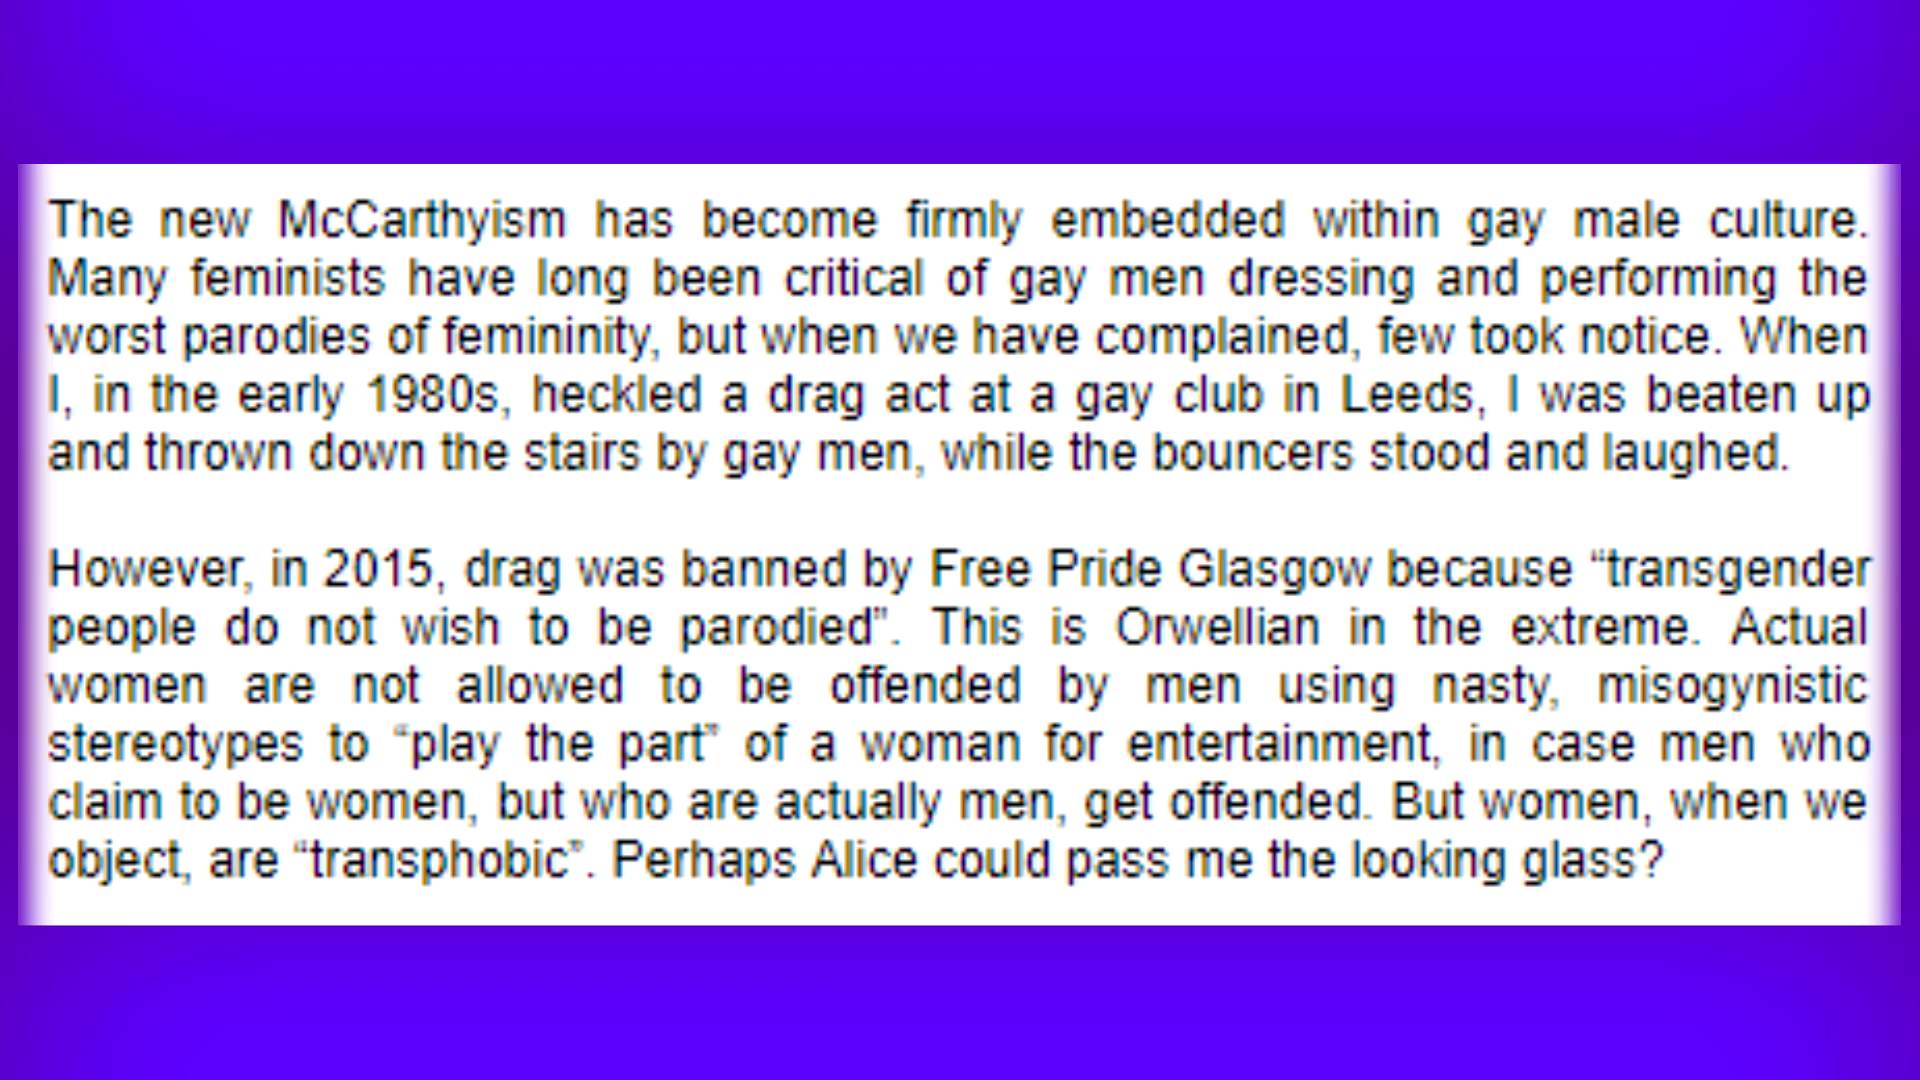 The new McCarthyism has become firmly embedded within gay male culture.
Many feminists have long been critical of gay men dressing and performing the
worst parodies of femininity, but when we have complained, few took notice. When
I, in the early 1980s, heckled a drag act at a gay club in Leeds, I was beaten up
and thrown down the stairs by gay men, while the bouncers stood and laughed.
However, in 2015, drag was banned by Free Pride Glasgow because “transgender
people do not wish to be parodied”. This is Orwellian in the extreme. Actual
women are not allowed to be offended by men using nasty, misogynistic
stereotypes to “play the part” of a woman for entertainment, in case men who
claim to be women, but who are actually men, get offended. But women, when we
object, are “transphobic”. Perhaps Alice could pass me the looking glass?